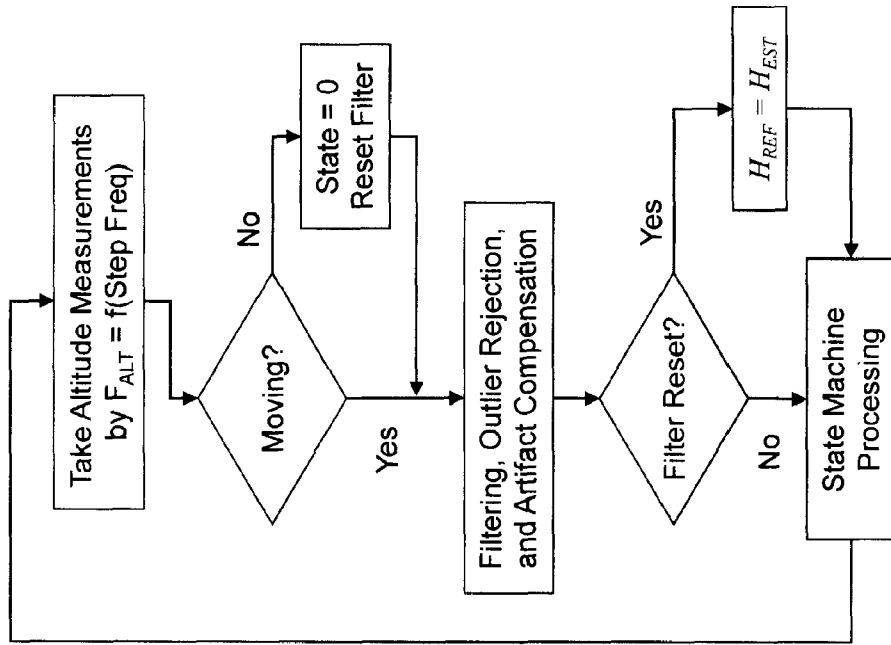 Take Altitude Measurements
by F_ALT = f(Step Freq)
Moving?
No
State = 0
Reset Filter
Yes
Filtering, Outlier Rejection,
and Artifact Compensation
Filter Reset?
Yes
H_REF = H_EST
No
State Machine
Processing